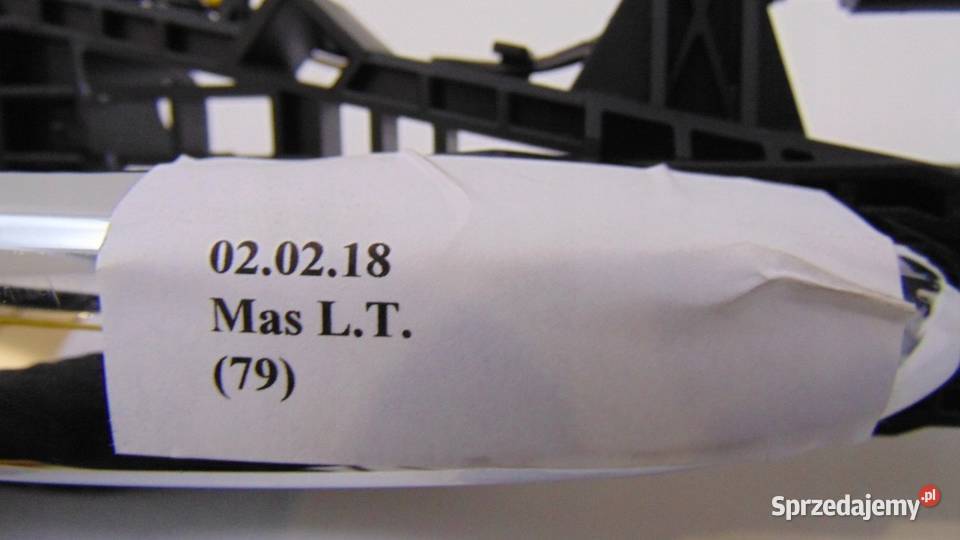 02.02.18
Mas L.T.
(79)
Sprzedajemy.pl